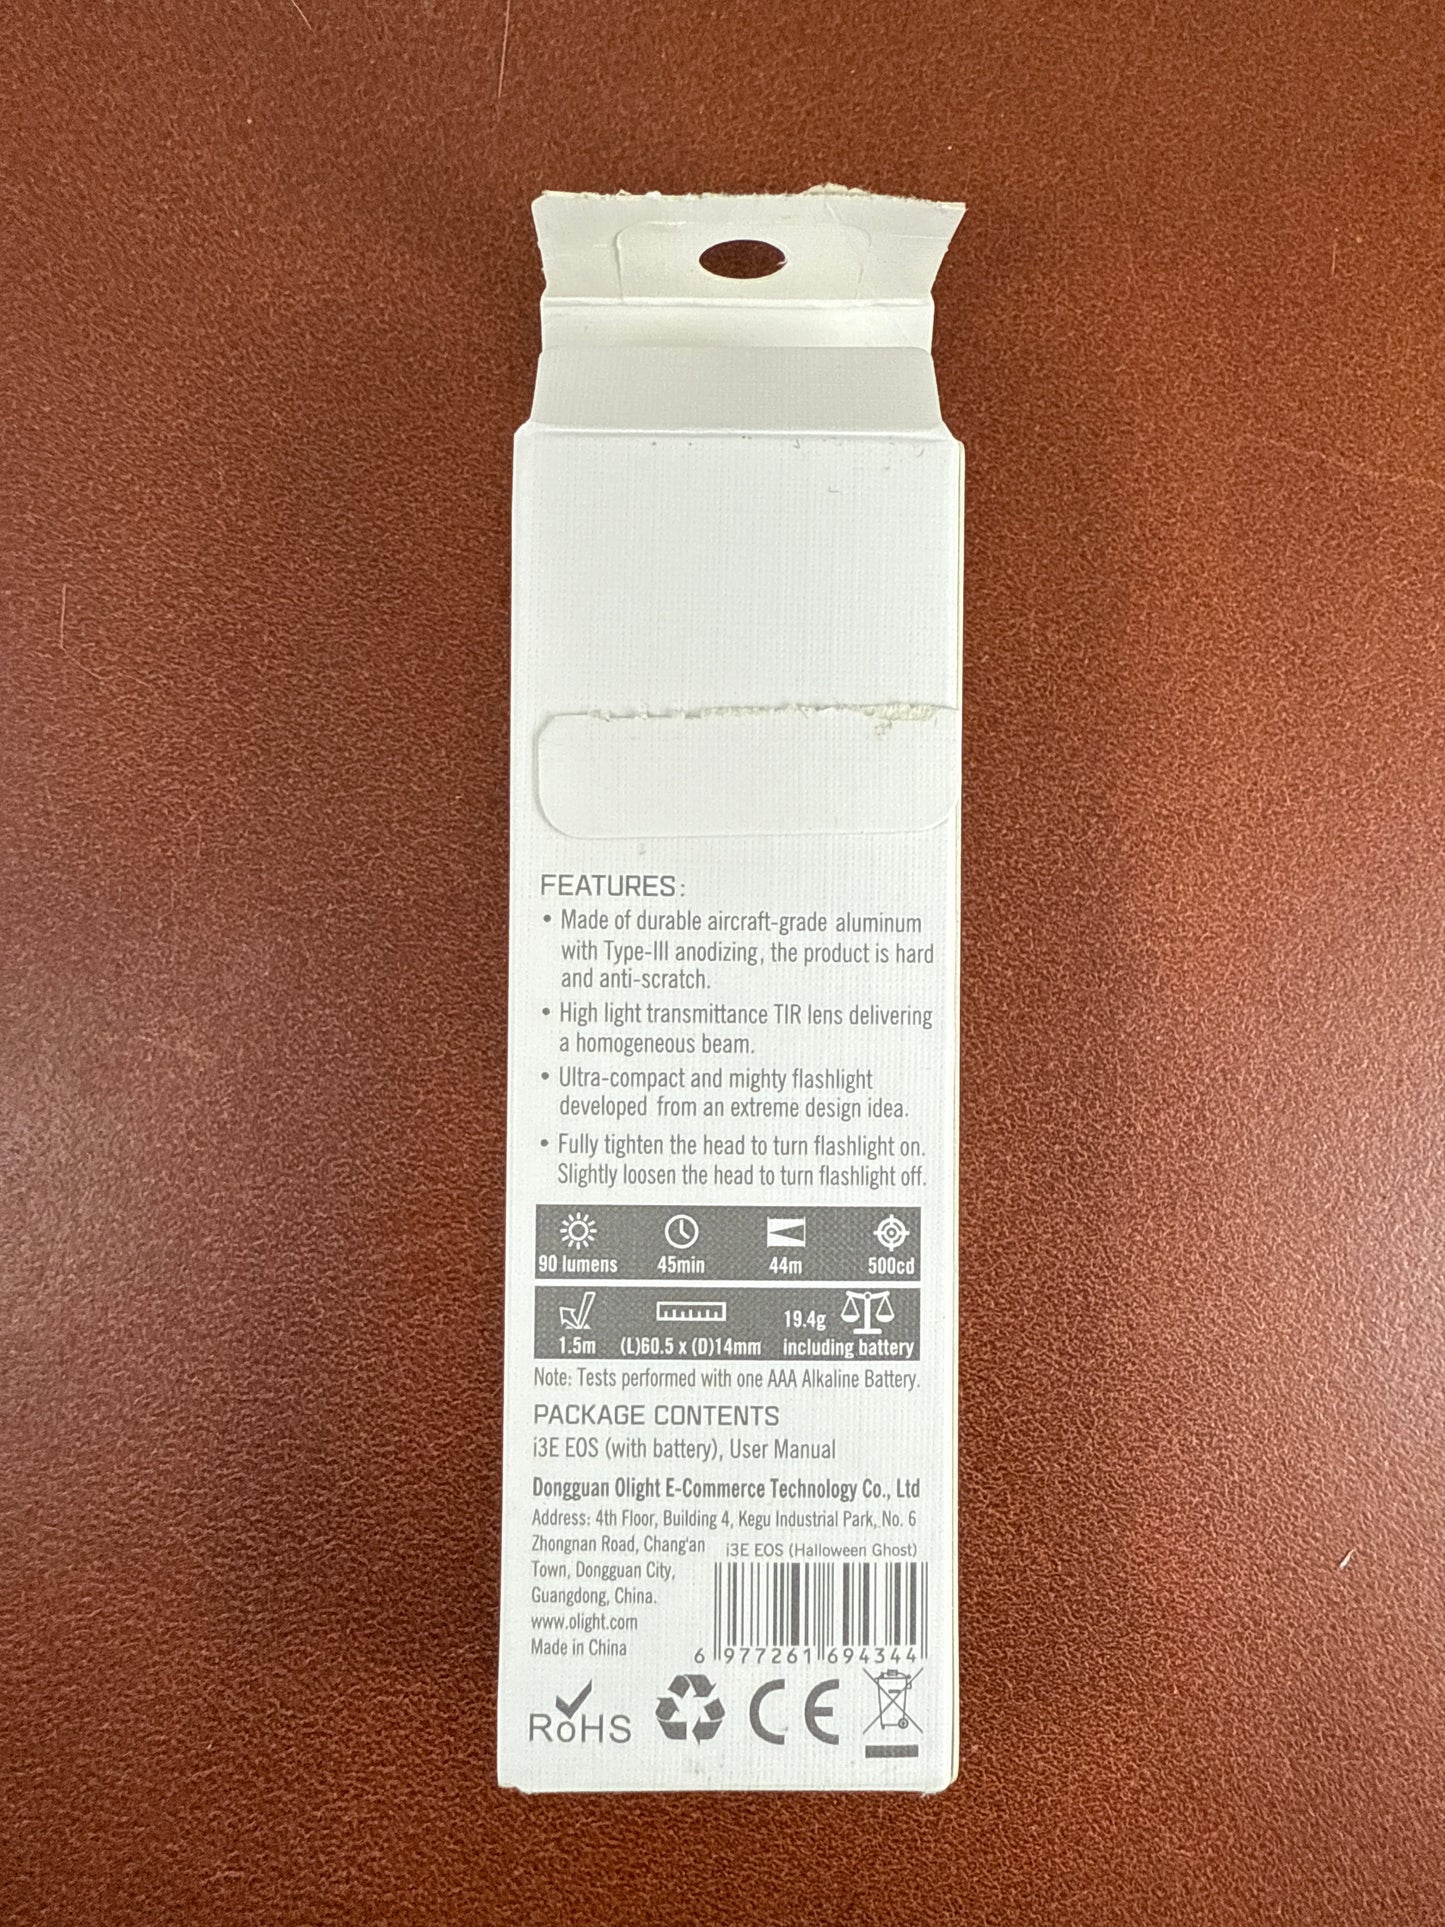 FEATURES:
• Made of durable aircraft-grade aluminum
with Type-III anodizing, the product is hard
and anti-scratch.
• High light transmittance TIR lens delivering
a homogeneous beam.
• Ultra-compact and mighty flashlight
developed from an extreme design idea.
• Fully tighten the head to turn flashlight on.
Slightly loosen the head to turn flashlight off.
90 lumens 45min 44m 500cd
19.4g
1.5m (L)60.5 x (D)14mm including battery
Note: Tests performed with one AAA Alkaline Battery.
PACKAGE CONTENTS
i3E EOS (with battery), User Manual
Dongguan Olight E-Commerce Technology Co., Ltd
Address: 4th Floor, Building 4, Kegu Industrial Park, No. 6
Zhongnan Road, Chang'an
Town, Dongguan City,
Guangdong, China.
www.olight.com
Made in China
i3E EOS (Halloween Ghost)
6 977261 694344
RoHS CE